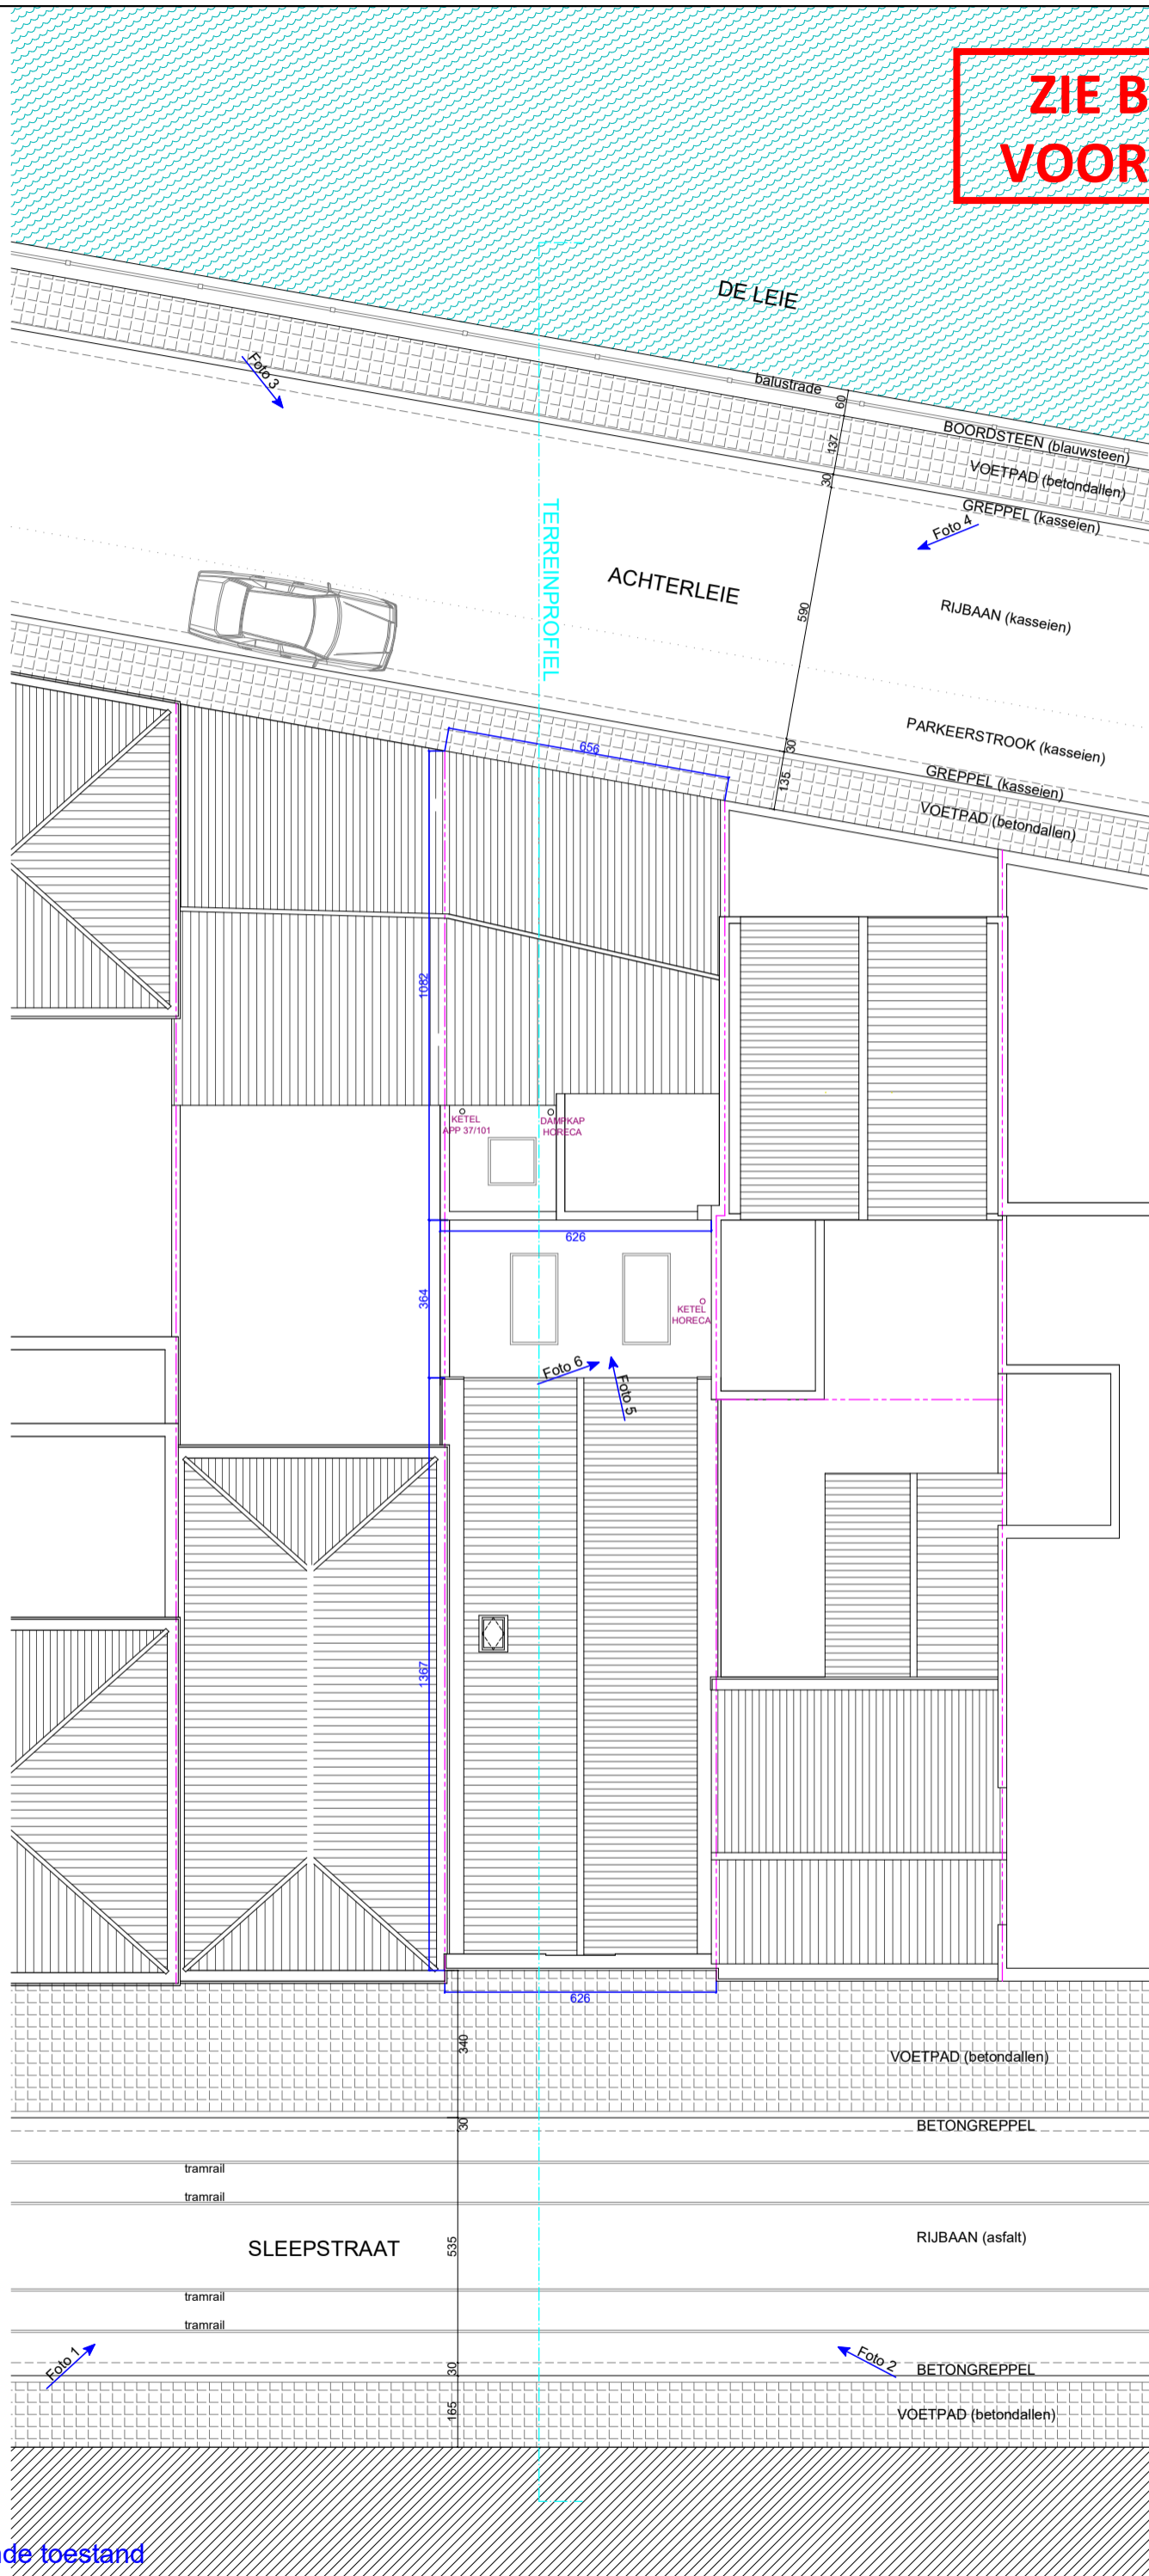 ZIE B
VOOR
DE LEIE
balustrade
60
BOORDSTEEN (blauwsteen)
137
VOETPAD (betondallen)
30
GREPPEL (kasseien)
Foto 3
Foto 4
TERREINPROFIEL
ACHTERLEIE
590
RIJBAAN (kasseien)
PARKEERSTROOK (kasseien)
30
GREPPEL (kasseien)
135
VOETPAD (betondallen)
656
1082
KETEL
APP 37/101
DAMPKAP
HORECA
626
364
KETEL
HORECA
Foto 6
Foto 5
1367
626
340
VOETPAD (betondallen)
30
BETONGREPPEL
tramrail
tramrail
SLEEPSTRAAT
535
RIJBAAN (asfalt)
tramrail
tramrail
Foto 1
Foto 2
30
BETONGREPPEL
165
VOETPAD (betondallen)
nde toestand